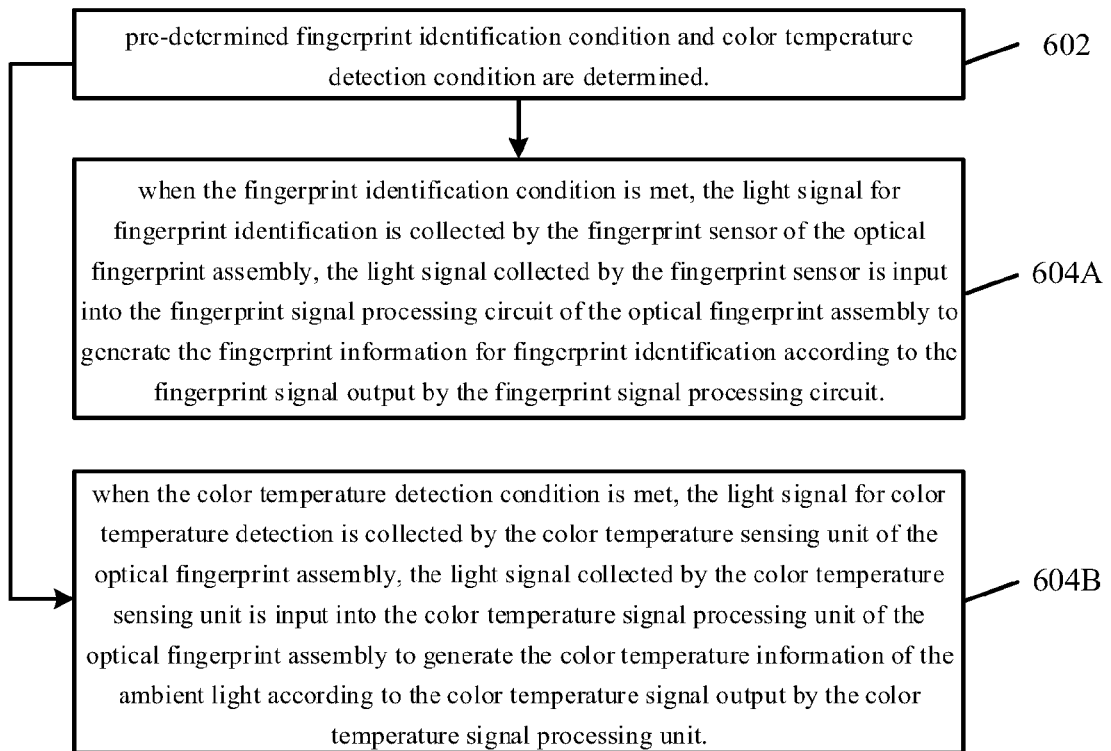 pre-determined fingerprint identification condition and color temperature
detection condition are determined.
602
when the fingerprint identification condition is met, the light signal for
fingerprint identification is collected by the fingerprint sensor of the optical
fingerprint assembly, the light signal collected by the fingerprint sensor is input
into the fingerprint signal processing circuit of the optical fingerprint assembly to
generate the fingerprint information for fingerprint identification according to the
fingerprint signal output by the fingerprint signal processing circuit.
604A
when the color temperature detection condition is met, the light signal for color
temperature detection is collected by the color temperature sensing unit of the
optical fingerprint assembly, the light signal collected by the color temperature
sensing unit is input into the color temperature signal processing unit of the
optical fingerprint assembly to generate the color temperature information of the
ambient light according to the color temperature signal output by the color
temperature signal processing unit.
604B